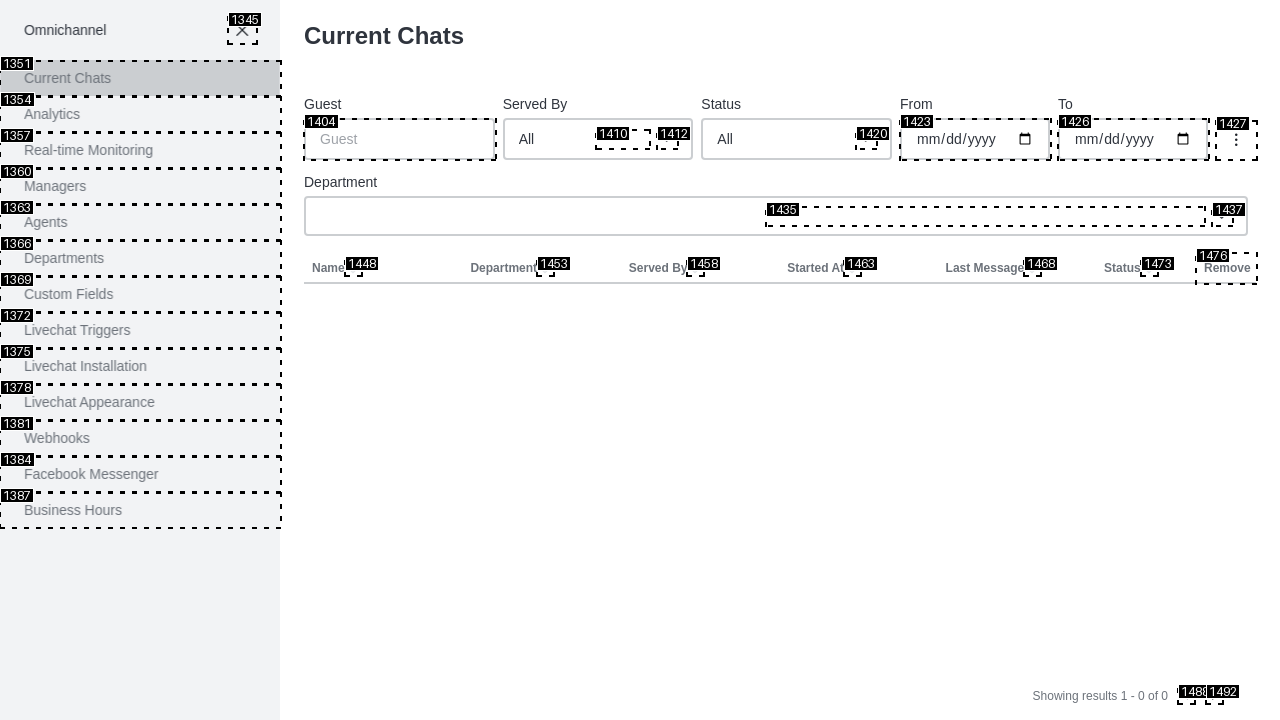 Omnichannel
1345
1351
Current Chats
1354
Analytics
1357
Real-time Monitoring
1360
Managers
1363
Agents
1366
Departments
1369
Custom Fields
1372
Livechat Triggers
1375
Livechat Installation
1378
Livechat Appearance
1381
Webhooks
1384
Facebook Messenger
1387
Business Hours
Current Chats
Guest Served By Status From To
1404 1410 1412 1420 1423 1426 1427
Guest All All mm/dd/yyyy mm/dd/yyyy
Department
1435 1437
Name 1448 Department 1453 Served By 1458 Started At 1463 Last Message 1468 Status 1473 1476 Remove
Showing results 1 - 0 of 0 1488 1492